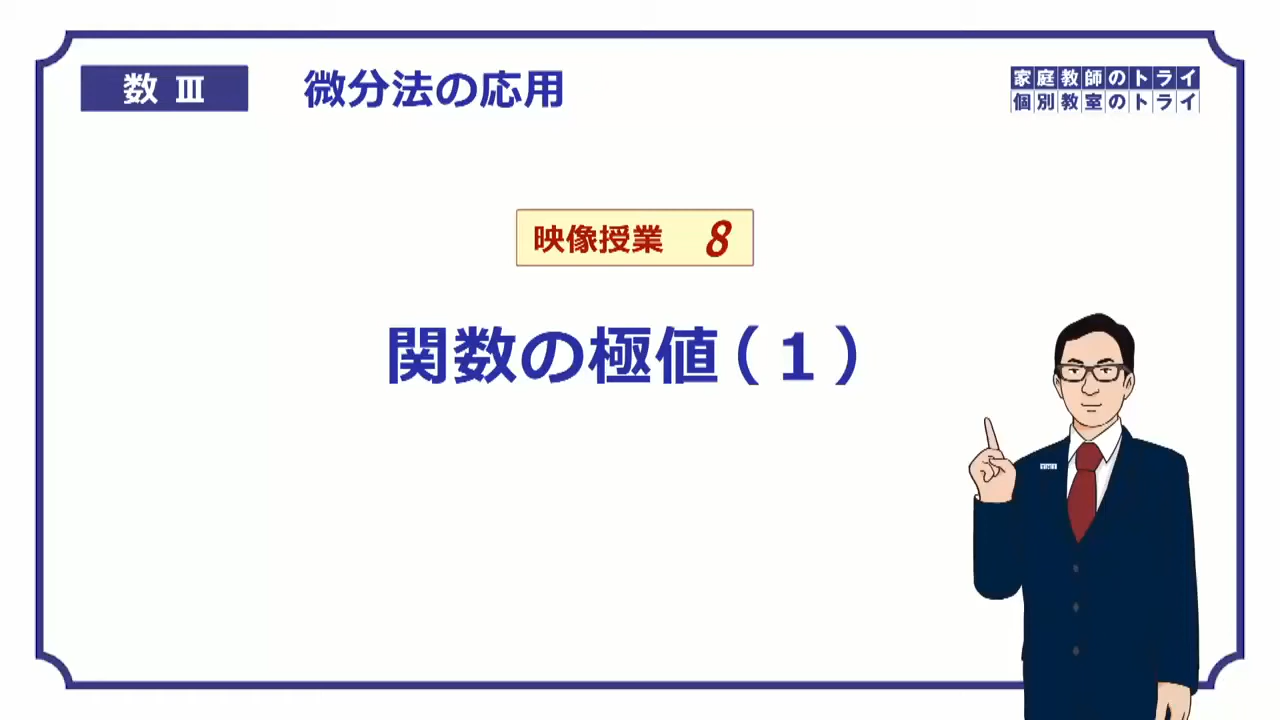 数 Ⅲ
微分法の応用
家庭教師のトライ
個別教室のトライ
映像授業 8
関数の極値（１）